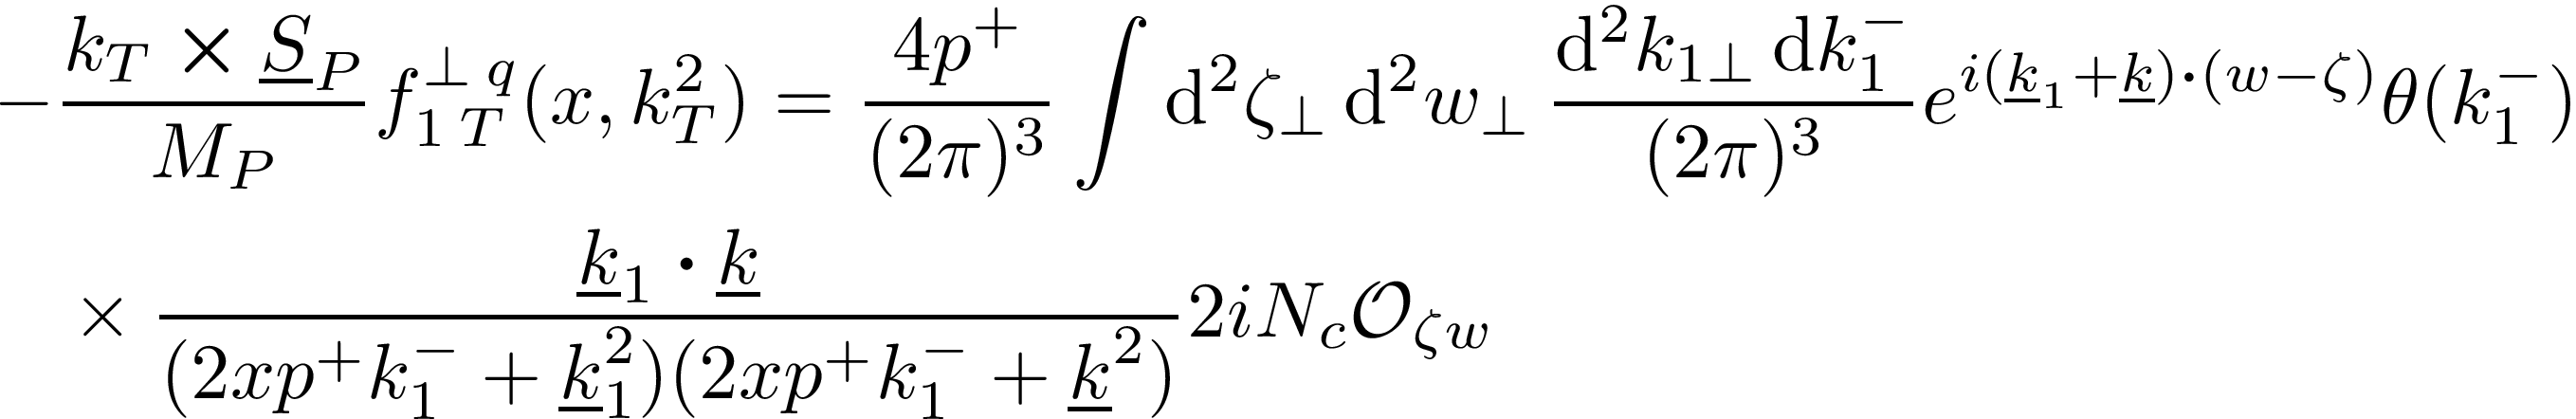 $-\frac{k_T \times \underline{S}_P}{M_P} f_{1\,T}^{\perp\,q}(x, k_T^2) = \frac{4p^+}{(2\pi)^3} \int \mathrm{d}^2\zeta_\perp \, \mathrm{d}^2 w_\perp \, \frac{\mathrm{d}^2 k_{1\perp} \, \mathrm{d}k_1^-}{(2\pi)^3} e^{i(\underline{k}_1+\underline{k})\cdot(w-\zeta)} \theta(k_1^-)$
$\times \frac{\underline{k}_1 \cdot \underline{k}}{(2xp^+k_1^- + \underline{k}_1^2)(2xp^+k_1^- + \underline{k}^2)} 2iN_c \mathcal{O}_{\zeta w}$